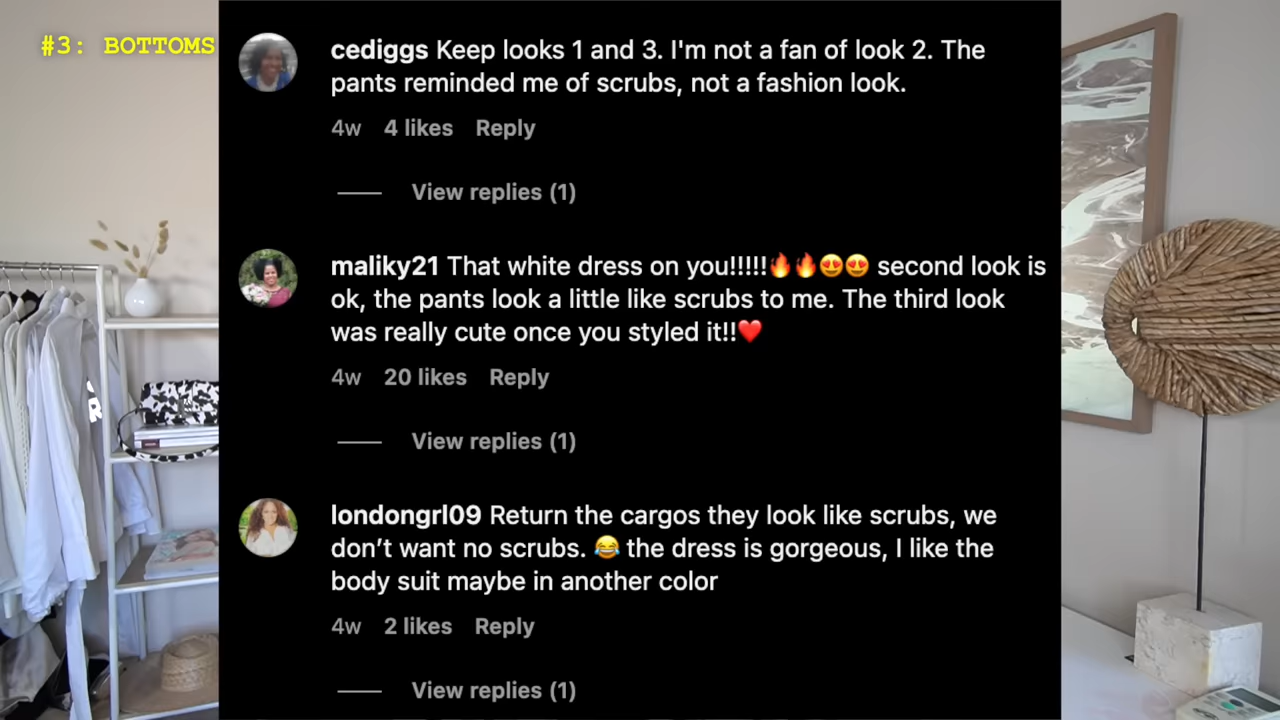 #3: BOTTOMS
cediggs Keep looks 1 and 3. I'm not a fan of look 2. The
pants reminded me of scrubs, not a fashion look.
4w 4 likes Reply
View replies (1)
maliky21 That white dress on you!!!!!🔥🔥😍😍 second look is
ok, the pants look a little like scrubs to me. The third look
was really cute once you styled it!!❤️
4w 20 likes Reply
View replies (1)
londongrl09 Return the cargos they look like scrubs, we
don’t want no scrubs. 😂 the dress is gorgeous, I like the
body suit maybe in another color
4w 2 likes Reply
View replies (1)